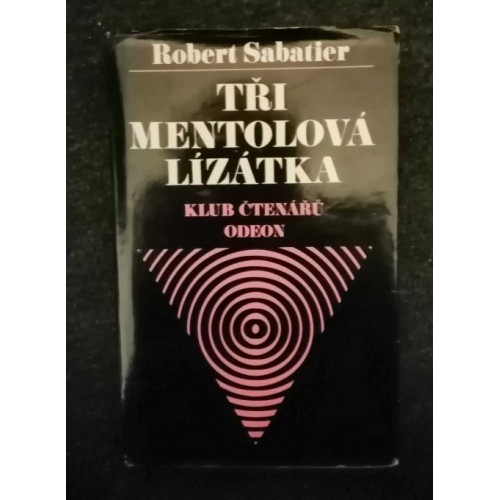 Robert Sabatier
TŘI
MENTOLOVÁ
LÍZÁTKA
KLUB ČTENÁŘŮ
ODEON